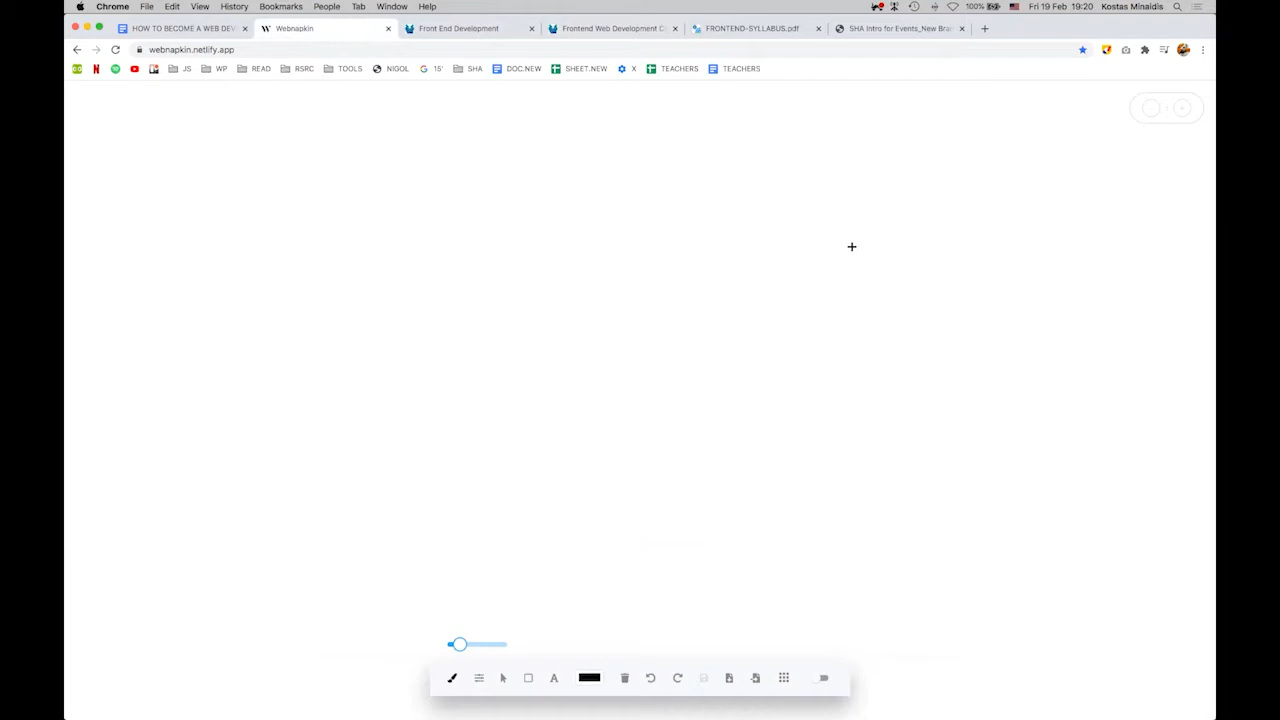 Chrome File Edit View History Bookmarks People Tab Window Help 100% Fri 19 Feb 19:20 Kostas Minaidis
HOW TO BECOME A WEB DEV Webnapkin Front End Development Frontend Web Development C FRONTEND-SYLLABUS.pdf SHA Intro for Events_New Bran
webnapkin.netlify.app
JS WP READ RSRC TOOLS NIGOL 15' SHA DOC.NEW SHEET.NEW X TEACHERS TEACHERS
A